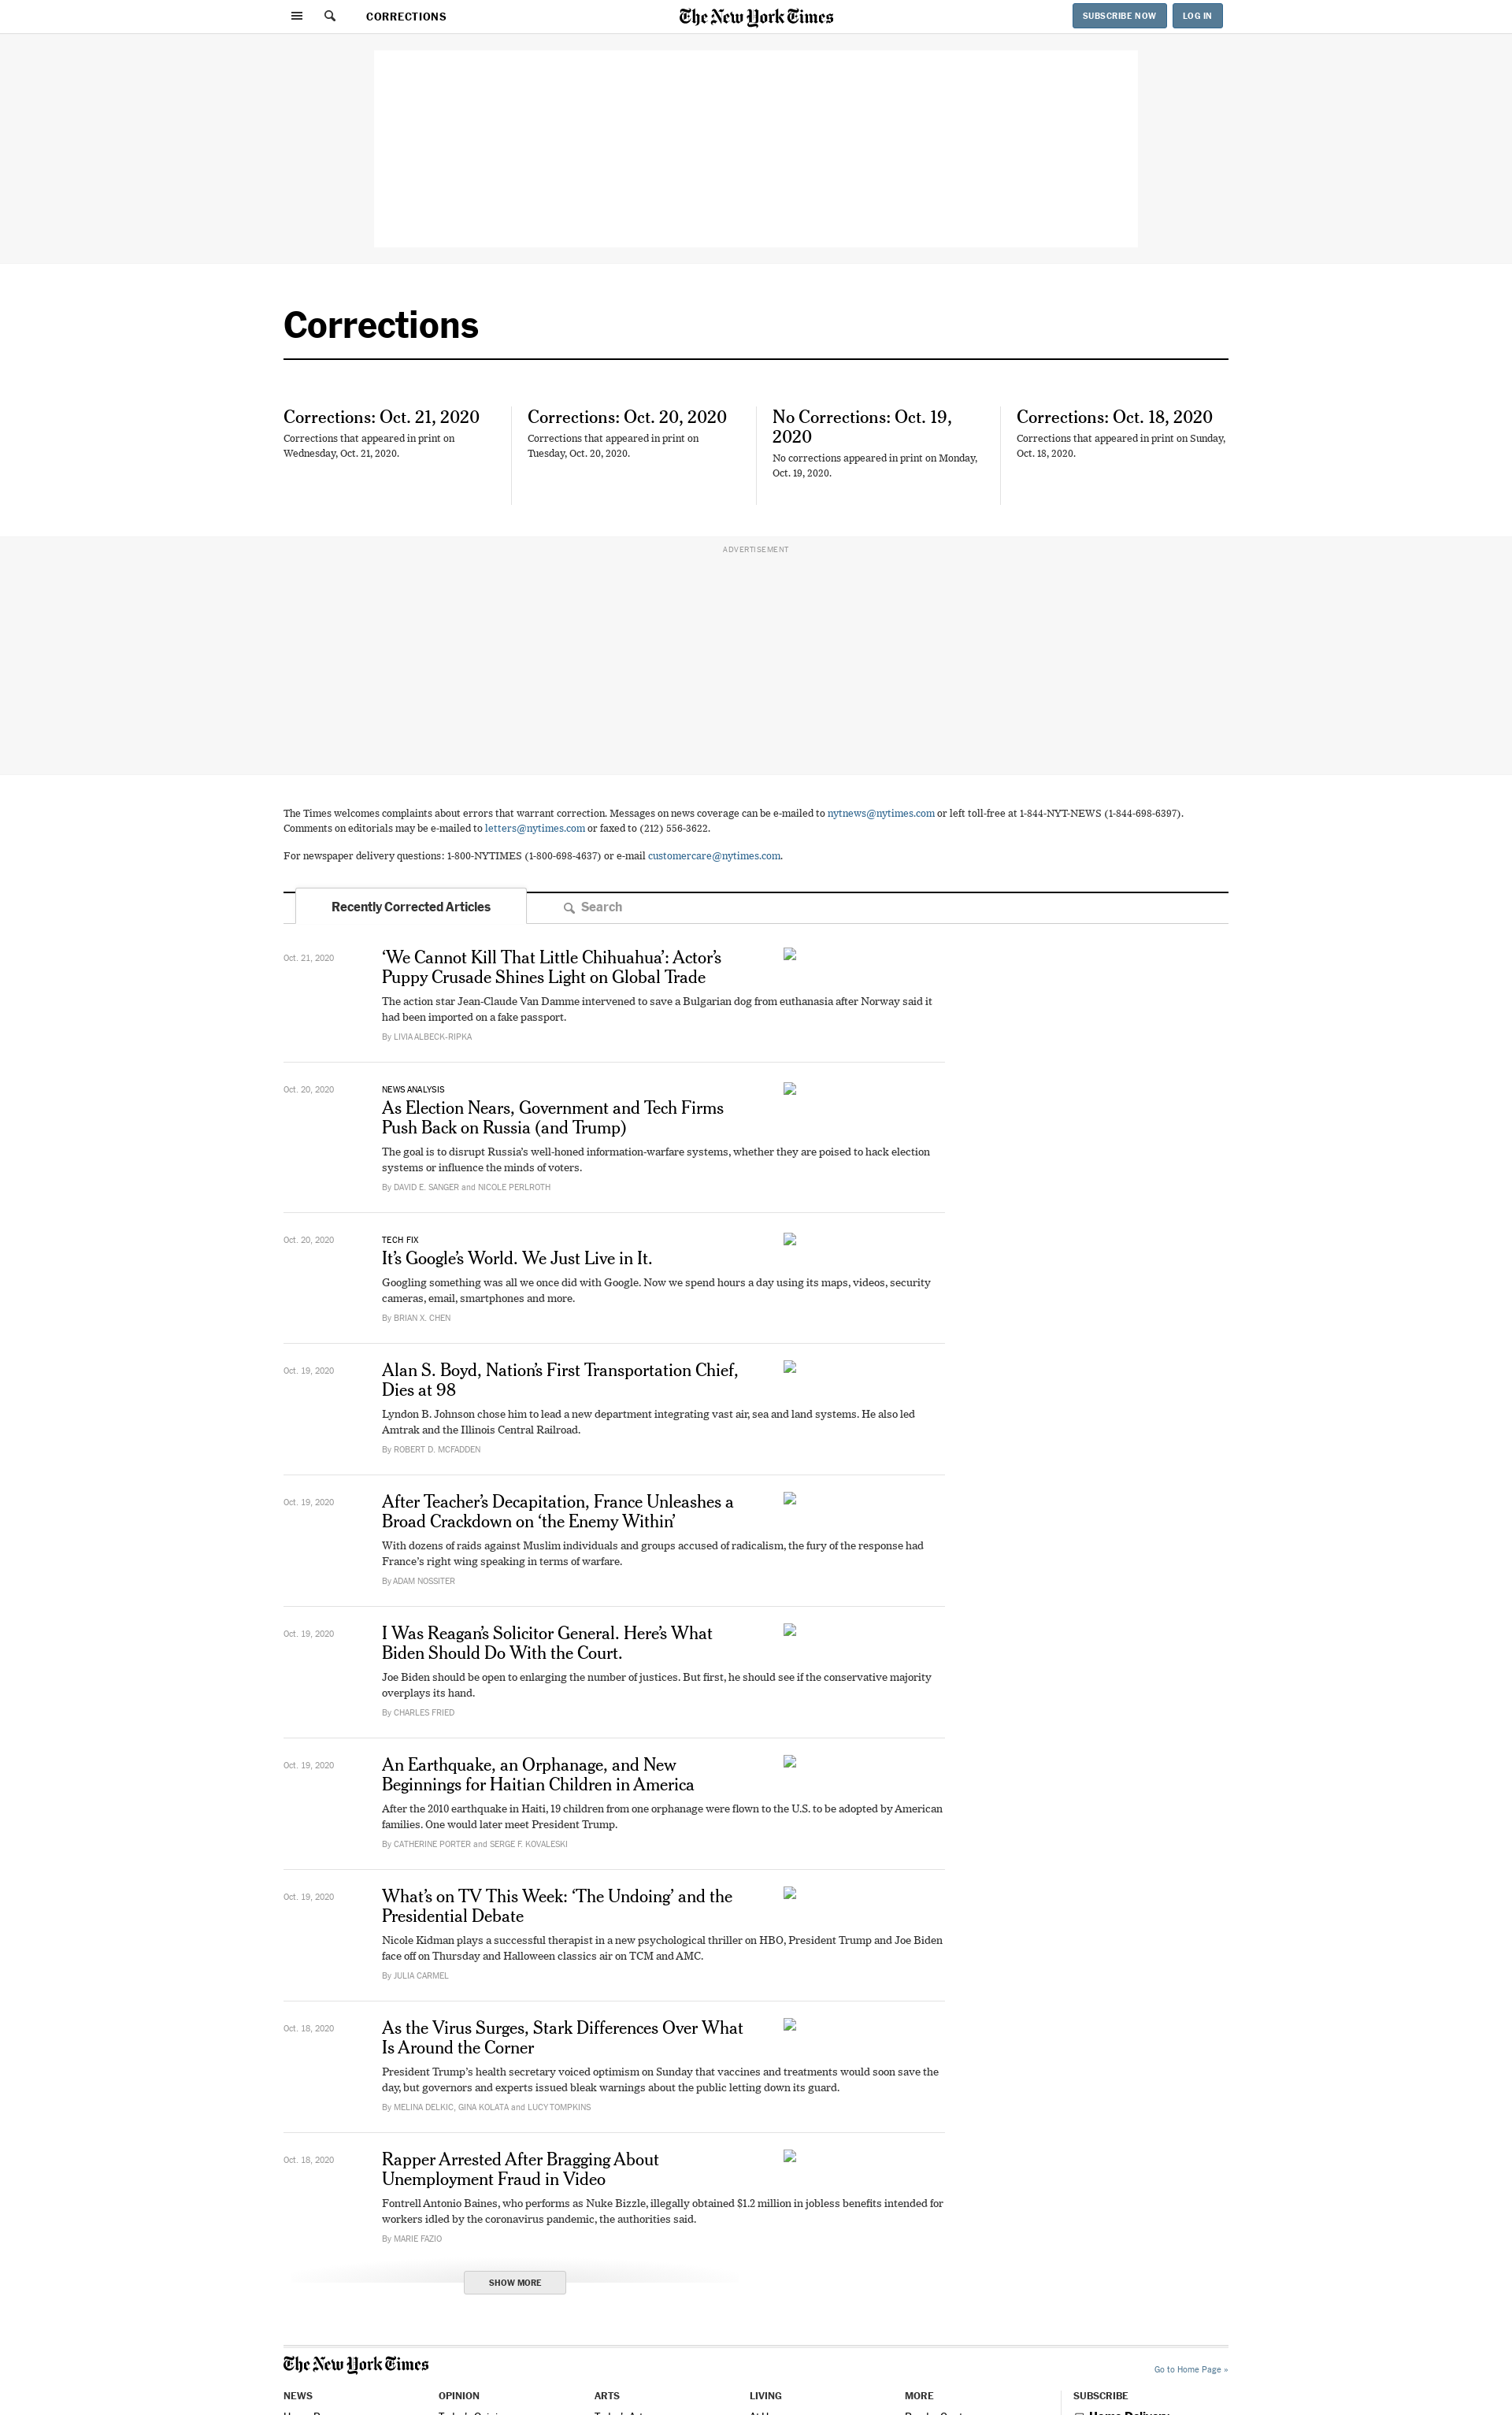 CORRECTIONS
The New York Times
SUBSCRIBE NOW
LOG IN
Corrections
Corrections: Oct. 21, 2020
Corrections that appeared in print on
Wednesday, Oct. 21, 2020.
Corrections: Oct. 20, 2020
Corrections that appeared in print on
Tuesday, Oct. 20, 2020.
No Corrections: Oct. 19,
2020
No corrections appeared in print on Monday,
Oct. 19, 2020.
Corrections: Oct. 18, 2020
Corrections that appeared in print on Sunday,
Oct. 18, 2020.
ADVERTISEMENT
The Times welcomes complaints about errors that warrant correction. Messages on news coverage can be e-mailed to nytnews@nytimes.com or left toll-free at 1-844-NYT-NEWS (1-844-698-6397).
Comments on editorials may be e-mailed to letters@nytimes.com or faxed to (212) 556-3622.
For newspaper delivery questions: 1-800-NYTIMES (1-800-698-4637) or e-mail customercare@nytimes.com.
Recently Corrected Articles
Search
Oct. 21, 2020
‘We Cannot Kill That Little Chihuahua’: Actor’s
Puppy Crusade Shines Light on Global Trade
The action star Jean-Claude Van Damme intervened to save a Bulgarian dog from euthanasia after Norway said it
had been imported on a fake passport.
By LIVIA ALBECK-RIPKA
Oct. 20, 2020
NEWS ANALYSIS
As Election Nears, Government and Tech Firms
Push Back on Russia (and Trump)
The goal is to disrupt Russia’s well-honed information-warfare systems, whether they are poised to hack election
systems or influence the minds of voters.
By DAVID E. SANGER and NICOLE PERLROTH
Oct. 20, 2020
TECH FIX
It’s Google’s World. We Just Live in It.
Googling something was all we once did with Google. Now we spend hours a day using its maps, videos, security
cameras, email, smartphones and more.
By BRIAN X. CHEN
Oct. 19, 2020
Alan S. Boyd, Nation’s First Transportation Chief,
Dies at 98
Lyndon B. Johnson chose him to lead a new department integrating vast air, sea and land systems. He also led
Amtrak and the Illinois Central Railroad.
By ROBERT D. MCFADDEN
Oct. 19, 2020
After Teacher’s Decapitation, France Unleashes a
Broad Crackdown on ‘the Enemy Within’
With dozens of raids against Muslim individuals and groups accused of radicalism, the fury of the response had
France’s right wing speaking in terms of warfare.
By ADAM NOSSITER
Oct. 19, 2020
I Was Reagan’s Solicitor General. Here’s What
Biden Should Do With the Court.
Joe Biden should be open to enlarging the number of justices. But first, he should see if the conservative majority
overplays its hand.
By CHARLES FRIED
Oct. 19, 2020
An Earthquake, an Orphanage, and New
Beginnings for Haitian Children in America
After the 2010 earthquake in Haiti, 19 children from one orphanage were flown to the U.S. to be adopted by American
families. One would later meet President Trump.
By CATHERINE PORTER and SERGE F. KOVALESKI
Oct. 19, 2020
What’s on TV This Week: ‘The Undoing’ and the
Presidential Debate
Nicole Kidman plays a successful therapist in a new psychological thriller on HBO, President Trump and Joe Biden
face off on Thursday and Halloween classics air on TCM and AMC.
By JULIA CARMEL
Oct. 18, 2020
As the Virus Surges, Stark Differences Over What
Is Around the Corner
President Trump’s health secretary voiced optimism on Sunday that vaccines and treatments would soon save the
day, but governors and experts issued bleak warnings about the public letting down its guard.
By MELINA DELKIC, GINA KOLATA and LUCY TOMPKINS
Oct. 18, 2020
Rapper Arrested After Bragging About
Unemployment Fraud in Video
Fontrell Antonio Baines, who performs as Nuke Bizzle, illegally obtained $1.2 million in jobless benefits intended for
workers idled by the coronavirus pandemic, the authorities said.
By MARIE FAZIO
SHOW MORE
The New York Times
Go to Home Page »
NEWS
OPINION
ARTS
LIVING
MORE
SUBSCRIBE
Home Delivery